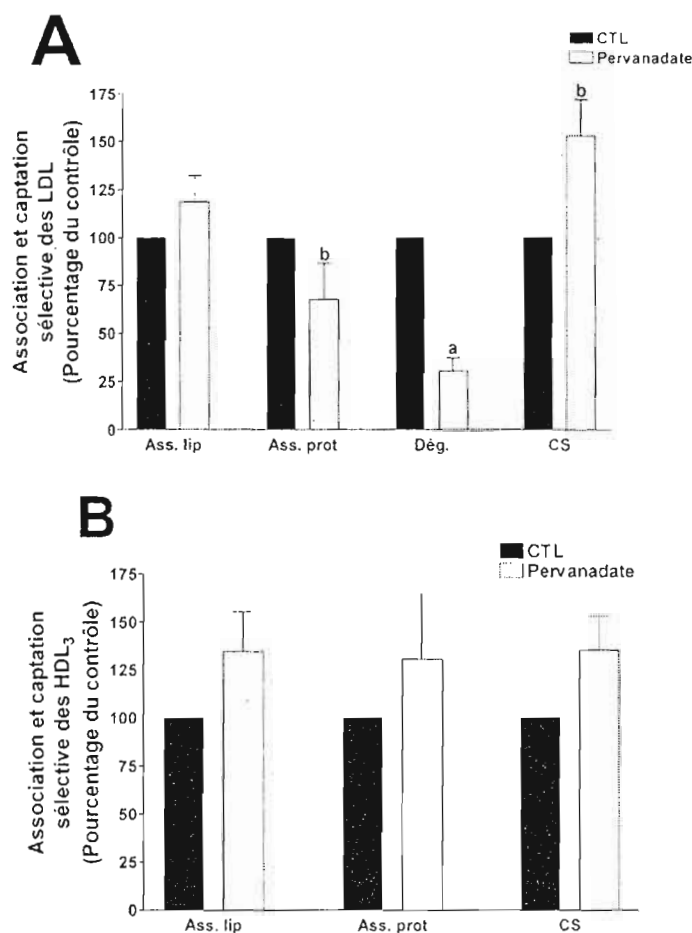 A
CTL
Pervanadate
Association et captation
sélective des LDL
(Pourcentage du contrôle)
175
150
125
100
75
50
25
0
b
a
b
Ass. lip
Ass. prot
Dég.
CS
B
CTL
Pervanadate
Association et captation
sélective des HDL₃
(Pourcentage du contrôle)
175
150
125
100
75
50
25
0
Ass. lip
Ass. prot
CS